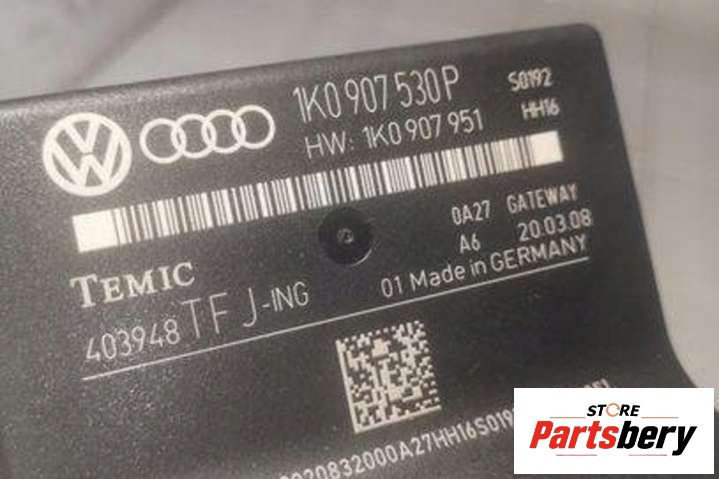 1K0 907 530 P S0192
HW: 1K0 907 951 HH16
0A27 GATEWAY
A6 20.03.08
TEMIC
01 Made in GERMANY
403948 TF J-ING
STORE
Partsbery